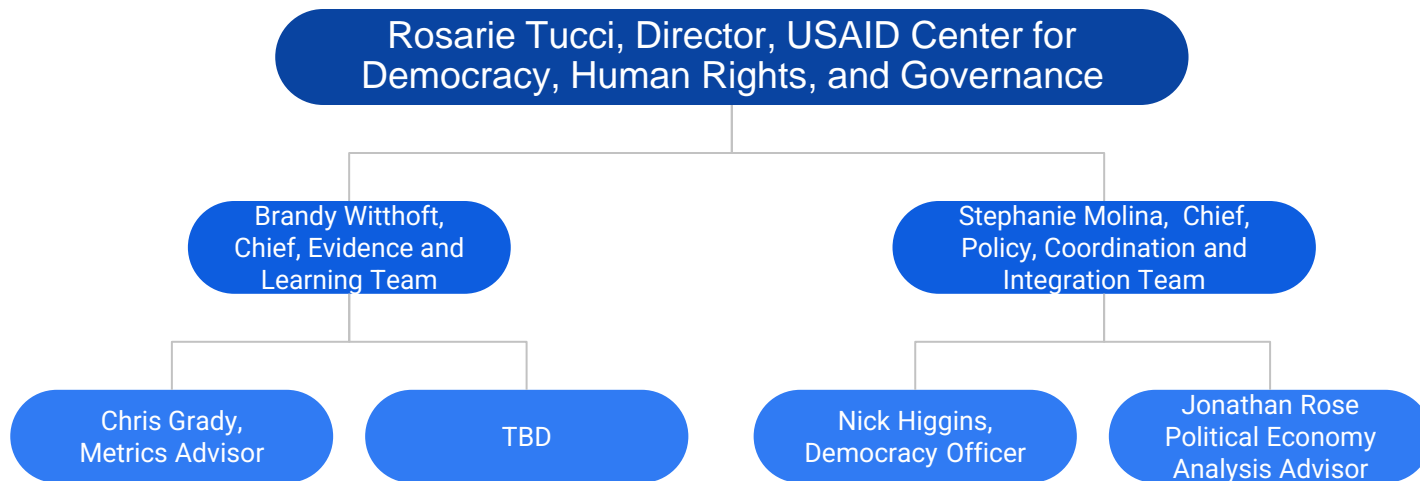 Rosarie Tucci, Director, USAID Center for
Democracy, Human Rights, and Governance
Brandy Witthoft,
Chief, Evidence and
Learning Team
Stephanie Molina,  Chief,
Policy, Coordination and
Integration Team
Chris Grady,
Metrics Advisor
TBD
Nick Higgins,
Democracy Officer
Jonathan Rose
Political Economy
Analysis Advisor